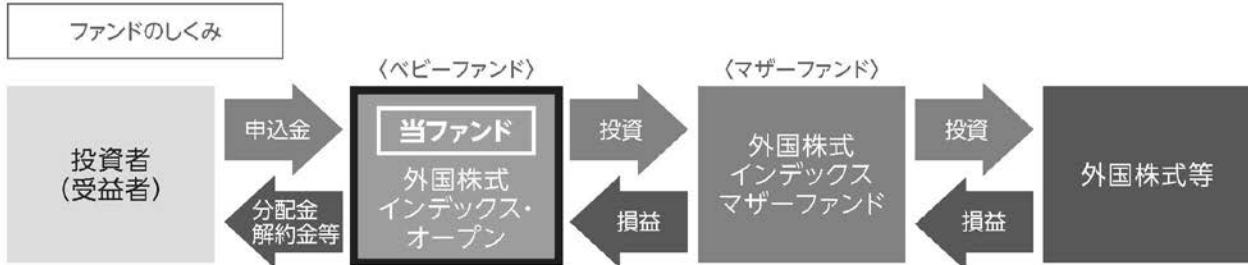 ファンドのしくみ
〈ベビーファンド〉
〈マザーファンド〉
投資者
(受益者)
申込金
分配金
解約金等
当ファンド
外国株式
インデックス・
オープン
投資
損益
外国株式
インデックス
マザーファンド
投資
損益
外国株式等